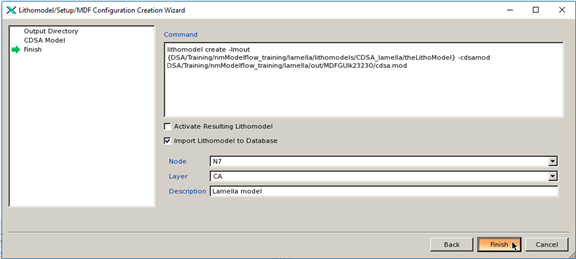 Lithomodel/Setup/MDF Configuration Creation Wizard
Output Directory
CDSA Model
Finish
Command
lithomodel create -lmout
{DSA/Training/nmModelflow_training/lamella/lithomodels/CDSA_lamella/theLithoModel} -cdsamod
DSA/Training/nmModelflow_training/lamella/out/MDFGUIk23230/cdsa.mod
Activate Resulting Lithomodel
Import Lithomodel to Database
Node N7
Layer CA
Description Lamella model
Back Finish Cancel